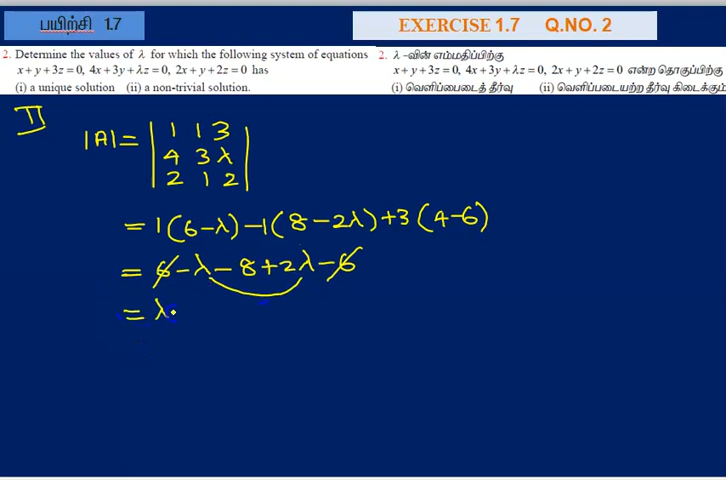 பயிற்சி 1.7
EXERCISE 1.7 Q.NO. 2
2. Determine the values of λ for which the following system of equations
x + y + 3z = 0, 4x + 3y + λz = 0, 2x + y + 2z = 0 has
(i) a unique solution (ii) a non-trivial solution.
2. λ -வின் எம்மதிப்பிற்கு
x + y + 3z = 0, 4x + 3y + λz = 0, 2x + y + 2z = 0 என்ற தொகுப்பிற்கு
(i) வெளிப்படைத் தீர்வு (ii) வெளிப்படையற்ற தீர்வு கிடைக்கும்
II
|A| = | 1 1 3 |
| 4 3 λ |
| 2 1 2 |
= 1(6-λ) -1(8-2λ) +3(4-6)
= 6 - λ - 8 + 2λ - 6
= λ